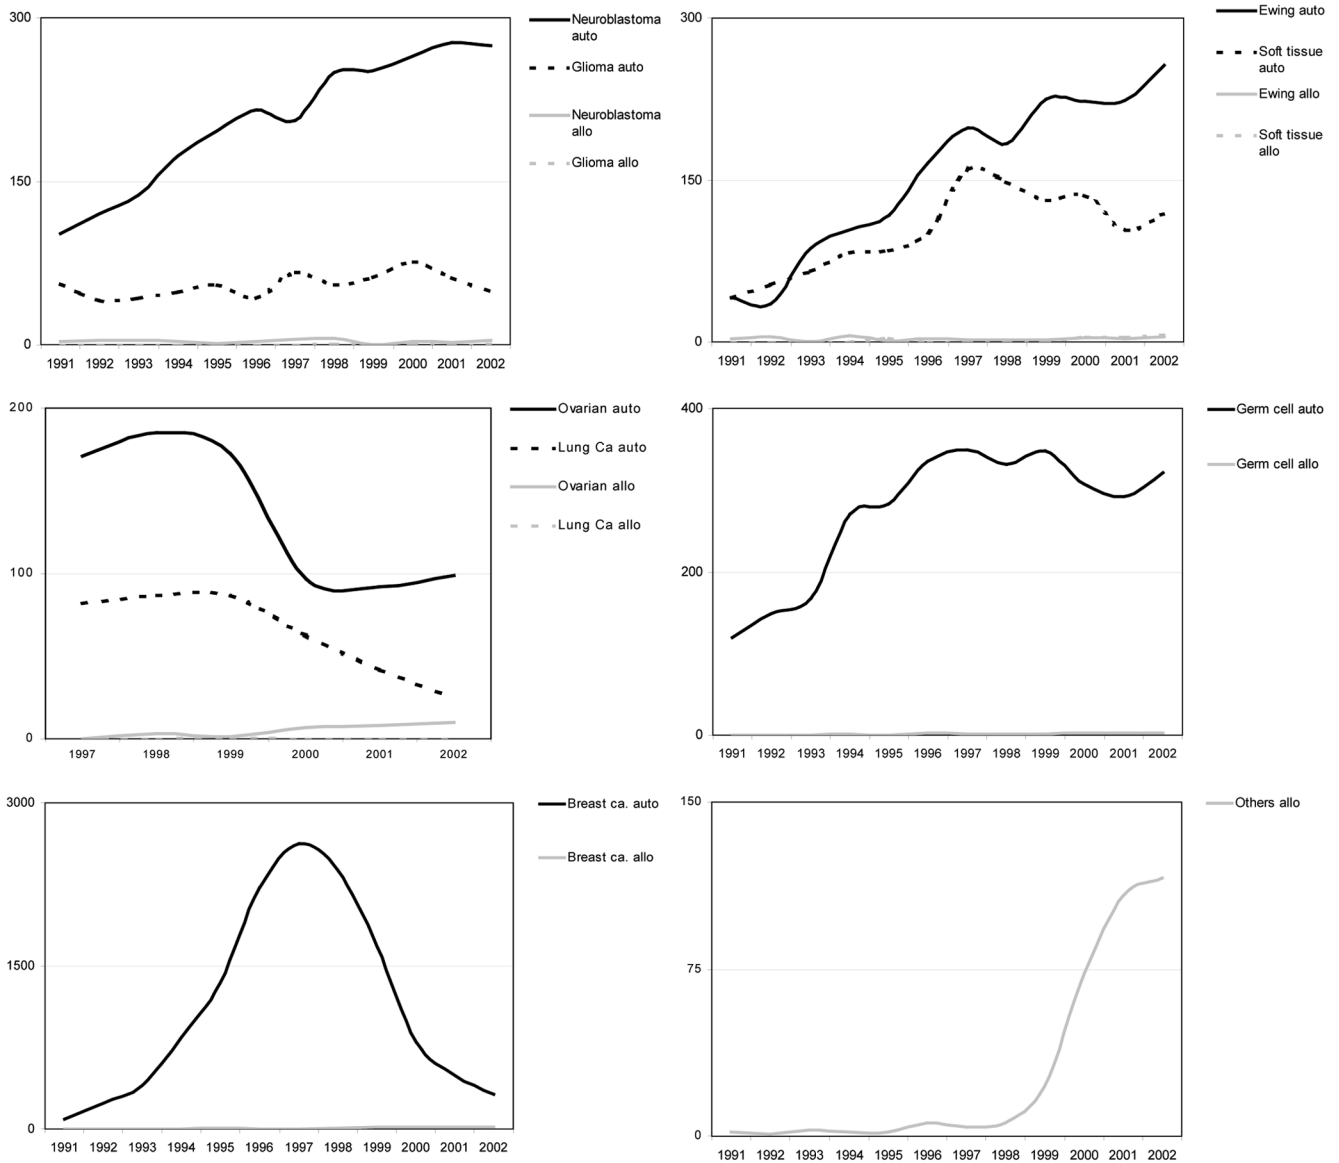 300
150
0
1991 1992 1993 1994 1995 1996 1997 1998 1999 2000 2001 2002
Neuroblastoma
auto
Glioma auto
Neuroblastoma
allo
Glioma allo
300
150
0
1991 1992 1993 1994 1995 1996 1997 1998 1999 2000 2001 2002
Ewing auto
Soft tissue
auto
Ewing allo
Soft tissue
allo
200
100
0
1997 1998 1999 2000 2001 2002
Ovarian auto
Lung Ca auto
Ovarian allo
Lung Ca allo
400
200
0
1991 1992 1993 1994 1995 1996 1997 1998 1999 2000 2001 2002
Germ cell auto
Germ cell allo
3000
1500
0
1991 1992 1993 1994 1995 1996 1997 1998 1999 2000 2001 2002
Breast ca. auto
Breast ca. allo
150
75
0
1991 1992 1993 1994 1995 1996 1997 1998 1999 2000 2001 2002
Others allo